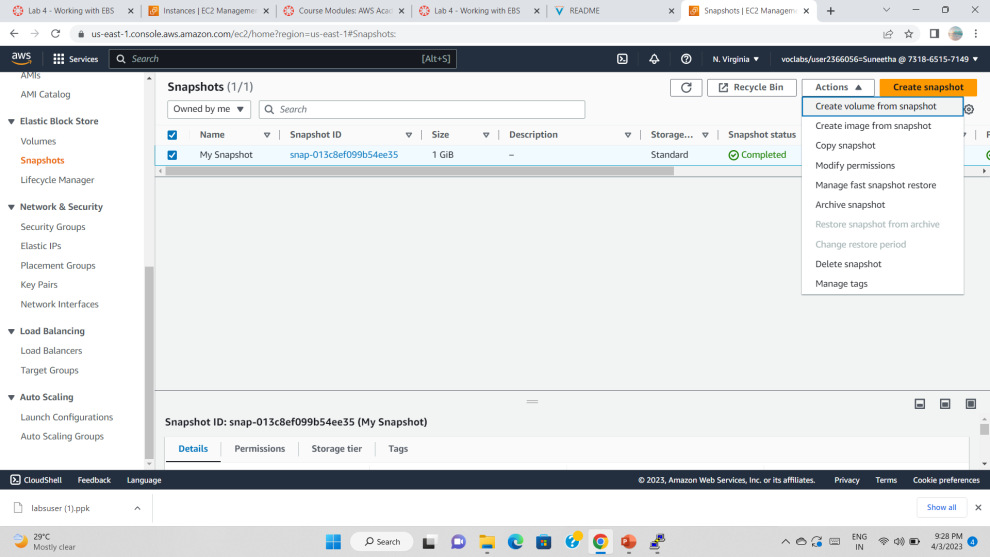 Lab 4 - Working with EBS
Instances | EC2 Managemen
Course Modules: AWS Acad
Lab 4 - Working with EBS
README
Snapshots | EC2 Managemen
us-east-1.console.aws.amazon.com/ec2/home?region=us-east-1#Snapshots:
aws
Services
Search
[Alt+S]
N. Virginia
voclabs/user2366056=Suneetha @ 7318-6515-7149
AMIs
AMI Catalog
Elastic Block Store
Volumes
Snapshots
Lifecycle Manager
Network & Security
Security Groups
Elastic IPs
Placement Groups
Key Pairs
Network Interfaces
Load Balancing
Load Balancers
Target Groups
Auto Scaling
Launch Configurations
Auto Scaling Groups
Snapshots (1/1)
Recycle Bin
Actions
Create snapshot
Owned by me
Search
Name
Snapshot ID
Size
Description
Storage...
Snapshot status
My Snapshot
snap-013c8ef099b54ee35
1 GiB
–
Standard
Completed
Create volume from snapshot
Create image from snapshot
Copy snapshot
Modify permissions
Manage fast snapshot restore
Archive snapshot
Restore snapshot from archive
Change restore period
Delete snapshot
Manage tags
Snapshot ID: snap-013c8ef099b54ee35 (My Snapshot)
Details
Permissions
Storage tier
Tags
CloudShell
Feedback
Language
© 2023, Amazon Web Services, Inc. or its affiliates.
Privacy
Terms
Cookie preferences
labsuser (1).ppk
Show all
29°C
Mostly clear
Search
ENG
IN
9:28 PM
4/3/2023
4